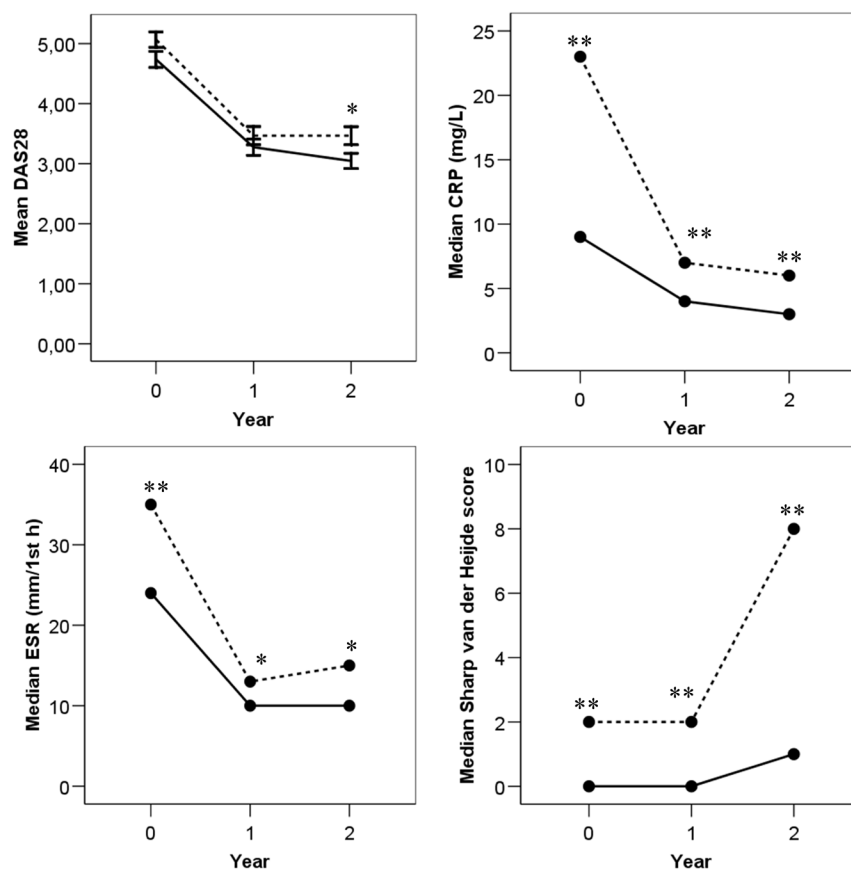 Mean DAS28
5,00
4,00
3,00
2,00
1,00
0,00
*
0 1 2
Year
Median CRP (mg/L)
25
20
15
10
5
0
**
**
**
0 1 2
Year
Median ESR (mm/1st h)
40
30
20
10
0
**
*
*
0 1 2
Year
Median Sharp van der Heijde score
10
8
6
4
2
0
**
**
**
0 1 2
Year